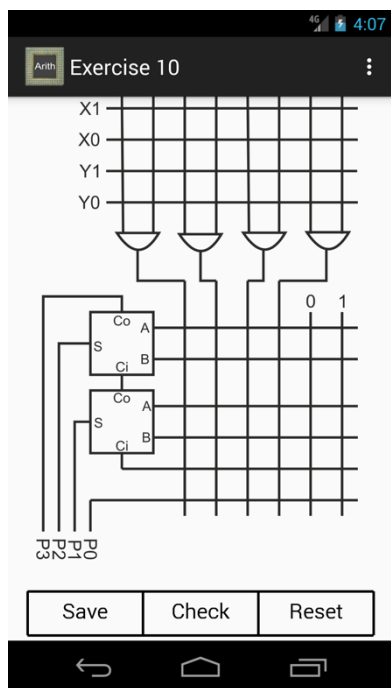 4G 4:07
Arith Exercise 10
X1
X0
Y1
Y0
0 1
Co A
S
B
Ci
Co A
S
B
Ci
P3 P2 P1 P0
Save Check Reset